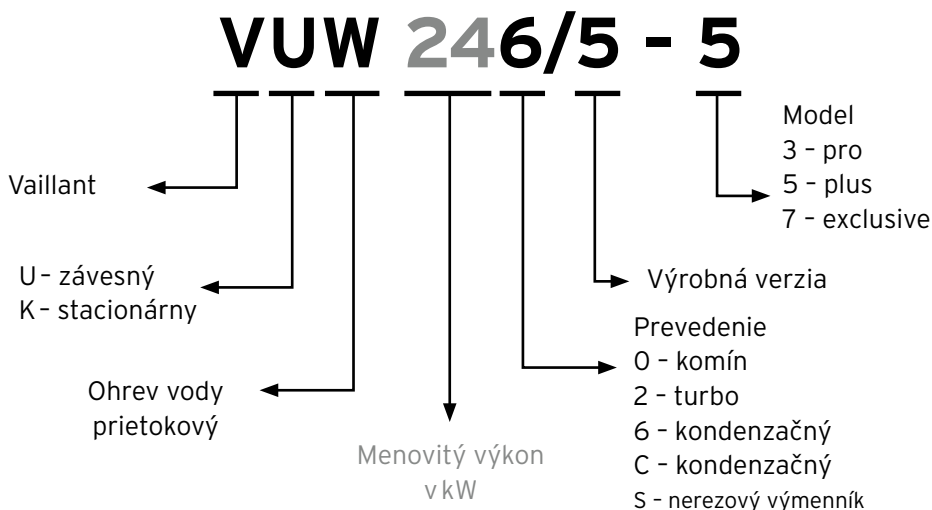 VUW 246/5 - 5
Model
3 – pro
5 – plus
7 – exclusive
Vaillant
U – závesný
K – stacionárny
Výrobná verzia
Prevedenie
0 – komín
2 – turbo
6 – kondenzačný
C – kondenzačný
S – nerezový výmenník
Ohrev vody
prietokový
Menovitý výkon
v kW